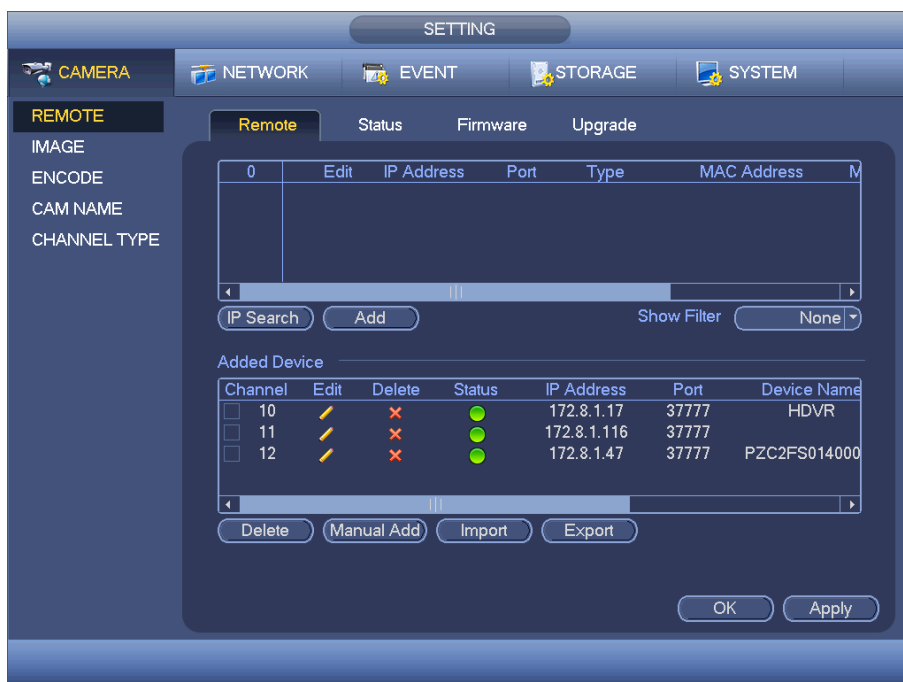 SETTING
CAMERA NETWORK EVENT STORAGE SYSTEM
REMOTE
IMAGE
ENCODE
CAM NAME
CHANNEL TYPE
Remote Status Firmware Upgrade
0 Edit IP Address Port Type MAC Address M
IP Search Add Show Filter None
Added Device
Channel Edit Delete Status IP Address Port Device Name
10 172.8.1.17 37777 HDVR
11 172.8.1.116 37777
12 172.8.1.47 37777 PZC2FS014000
Delete Manual Add Import Export
OK Apply